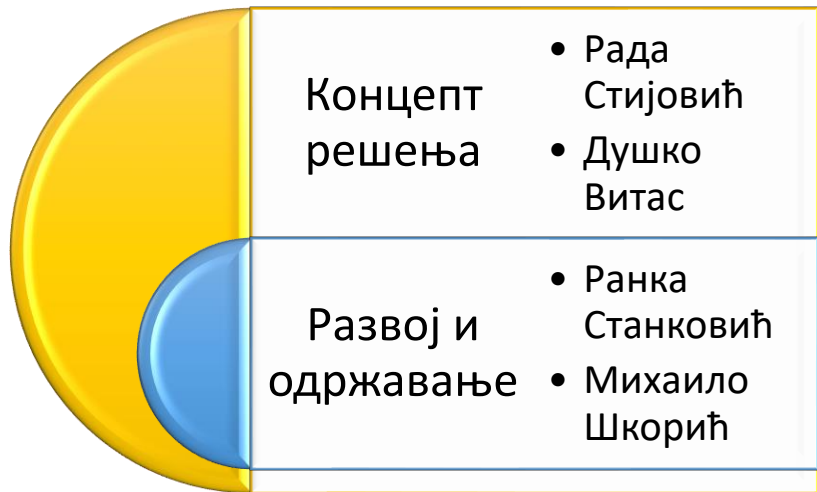 Концепт
решења
• Рада
Стијовић
• Душко
Витас
Развој и
одржавање
• Ранка
Станковић
• Михаило
Шкорић